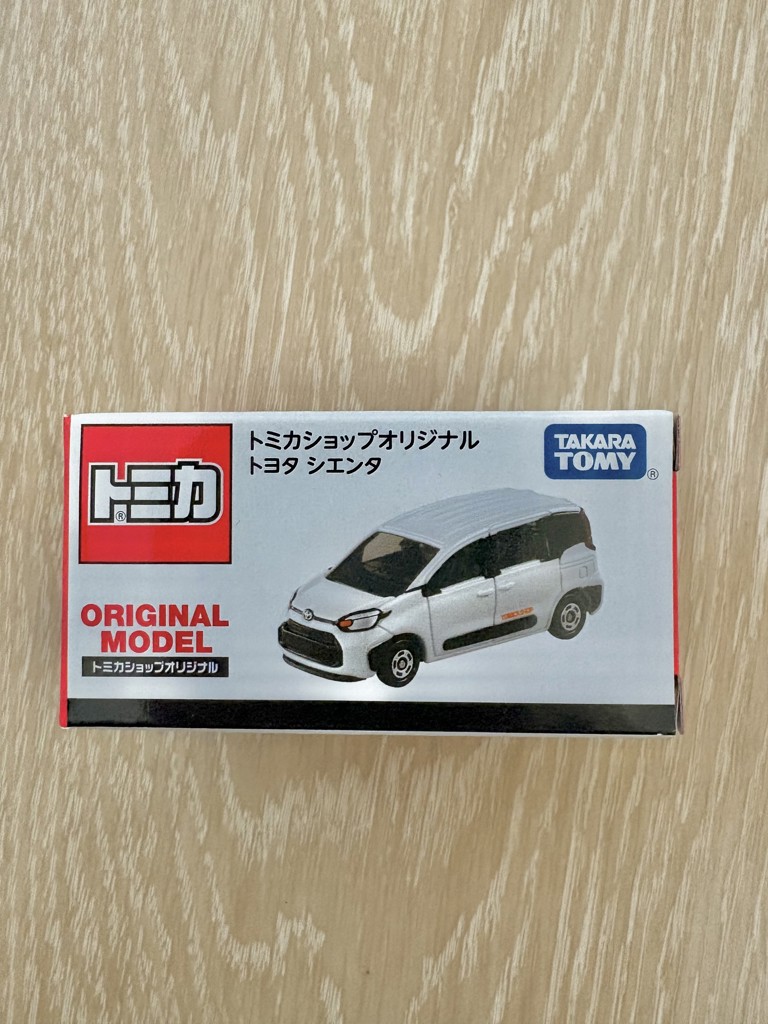 トミカ
®
トミカショップオリジナル
トヨタ シエンタ
TAKARA
TOMY
®
ORIGINAL
MODEL
トミカショップオリジナル